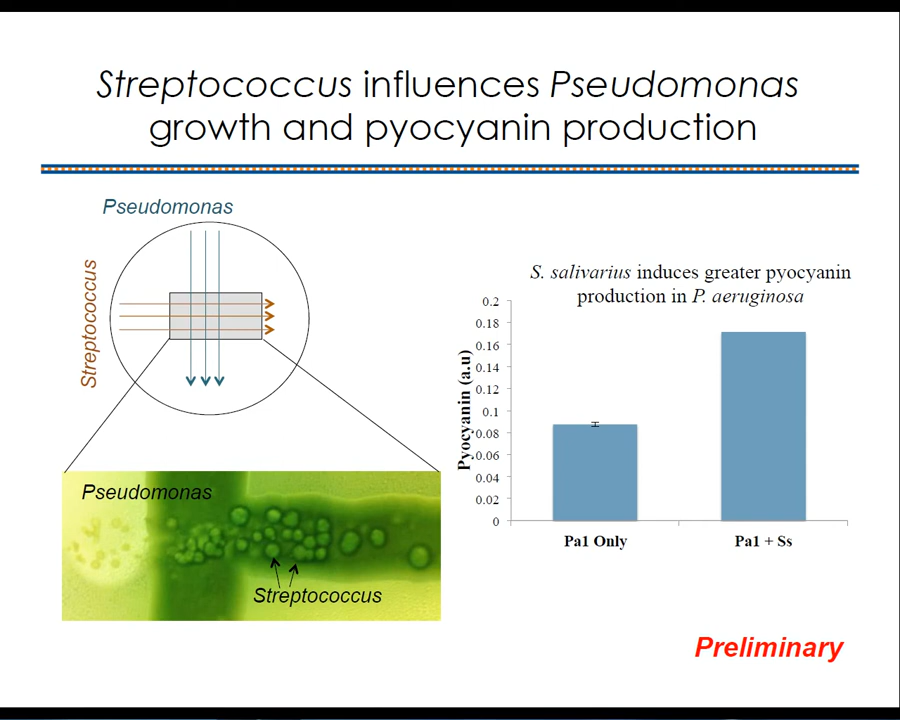 Streptococcus influences Pseudomonas
growth and pyocyanin production
Pseudomonas
Streptococcus
Pseudomonas
Streptococcus
S. salivarius induces greater pyocyanin
production in P. aeruginosa
Pyocyanin (a.u)
0.2
0.18
0.16
0.14
0.12
0.1
0.08
0.06
0.04
0.02
0
Pa1 Only
Pa1 + Ss
Preliminary